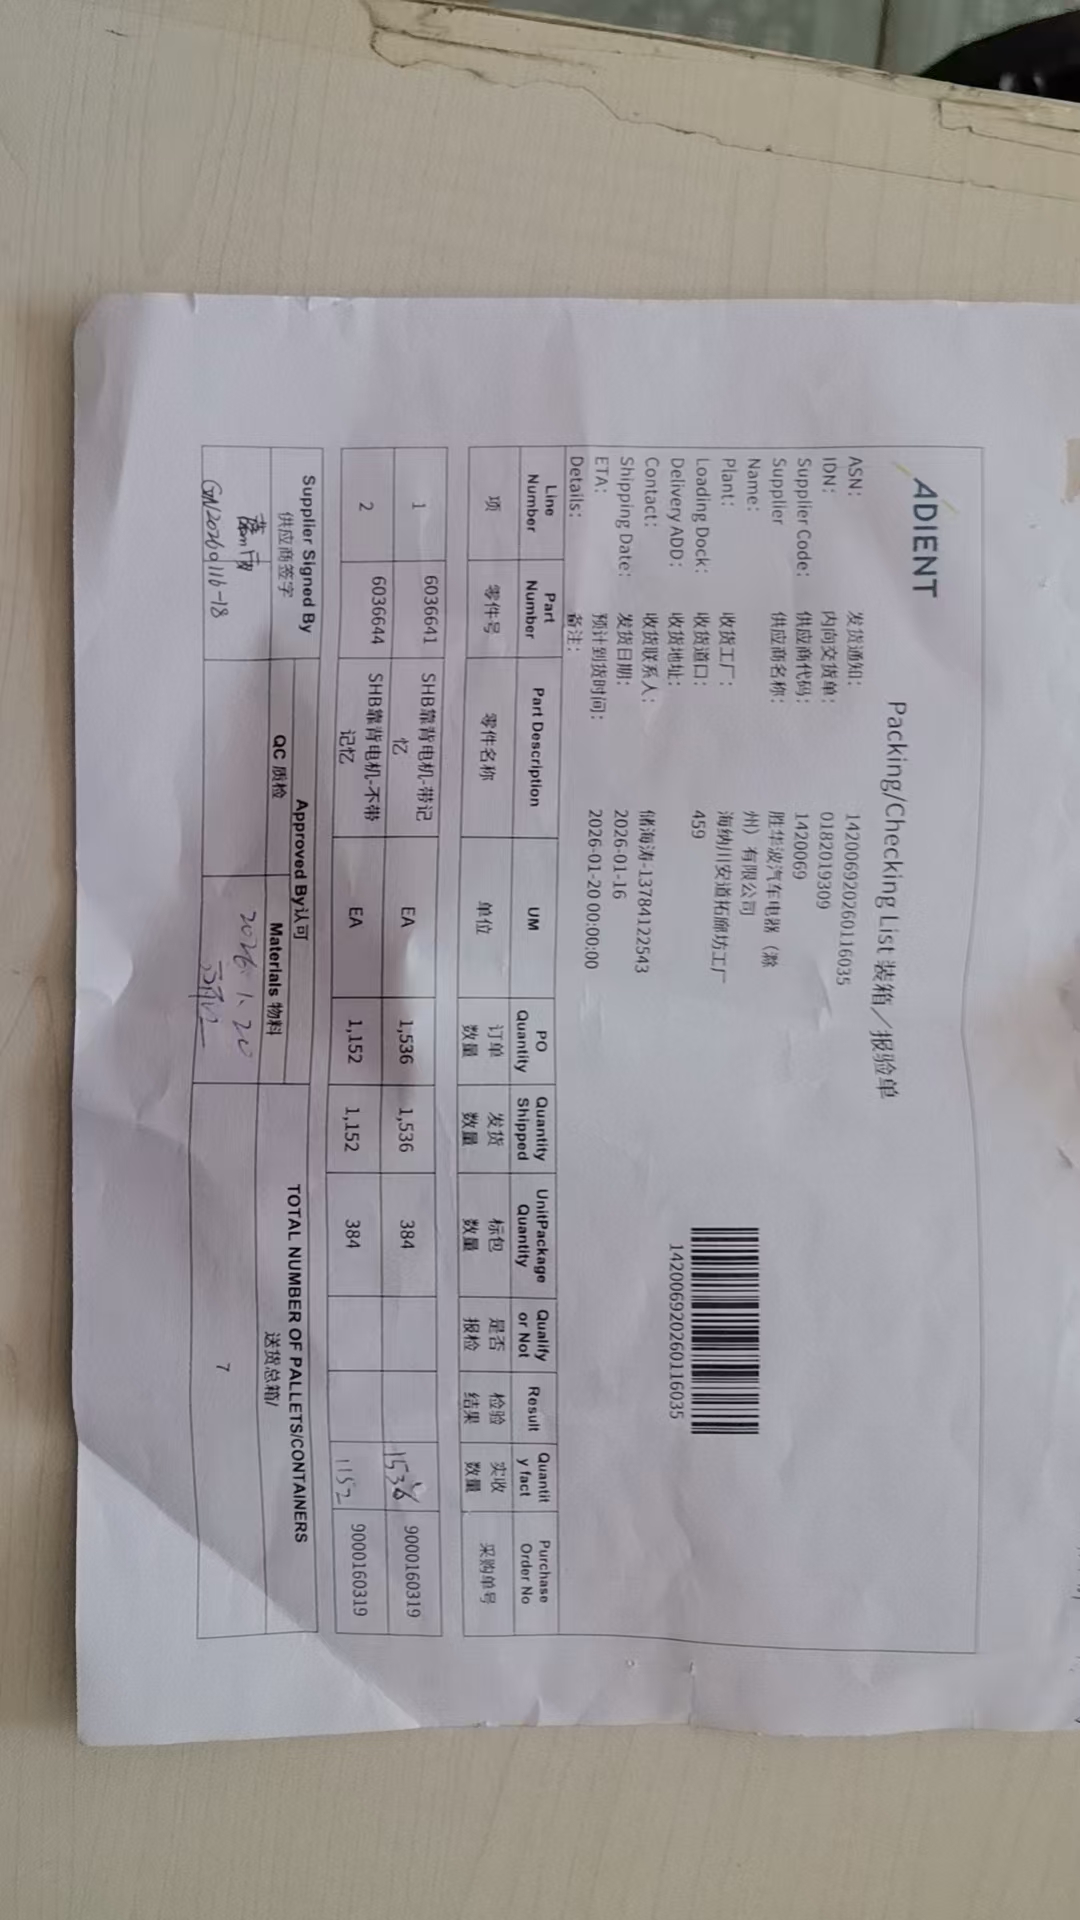 ADIENT
Packing/Checking List 装箱／报验单
ASN: 发货通知: 142006920260116035
IDN: 内向交货单: 0182019309
Supplier Code: 供应商代码: 1420069
Supplier 供应商名称: 胜华波汽车电器（滁
Name: 州）有限公司
Plant: 收货工厂: 海纳川安道拓廊坊工厂
Loading Dock: 收货道口: 459
Delivery ADD: 收货地址:
Contact: 收货联系人: 储海涛-13784122543
Shipping Date: 发货日期: 2026-01-16
ETA: 预计到货时间: 2026-01-20 00:00:00
Details: 备注:
142006920260116035
Line Part Part Description UM PO Quantity UnitPackage Qualify Result Quantit Purchase
Number Number Quantity Shipped Quantity or Not y fact Order No
项 零件号 零件名称 单位 订单 发货 标包 是否 检验 实收 采购单号
数量 数量 数量 报检 结果 数量
1 6036641 SHB靠背电机-带记 EA 1,536 1,536 384 1536 9000160319
忆
2 6036644 SHB靠背电机-不带 EA 1,152 1,152 384 1152 9000160319
记忆
Supplier Signed By Approved By认可 TOTAL NUMBER OF PALLETS/CONTAINERS
供应商签字 QC 质检 Materials 物料 送货总箱/
2026.1.20
7
GN20260116-18